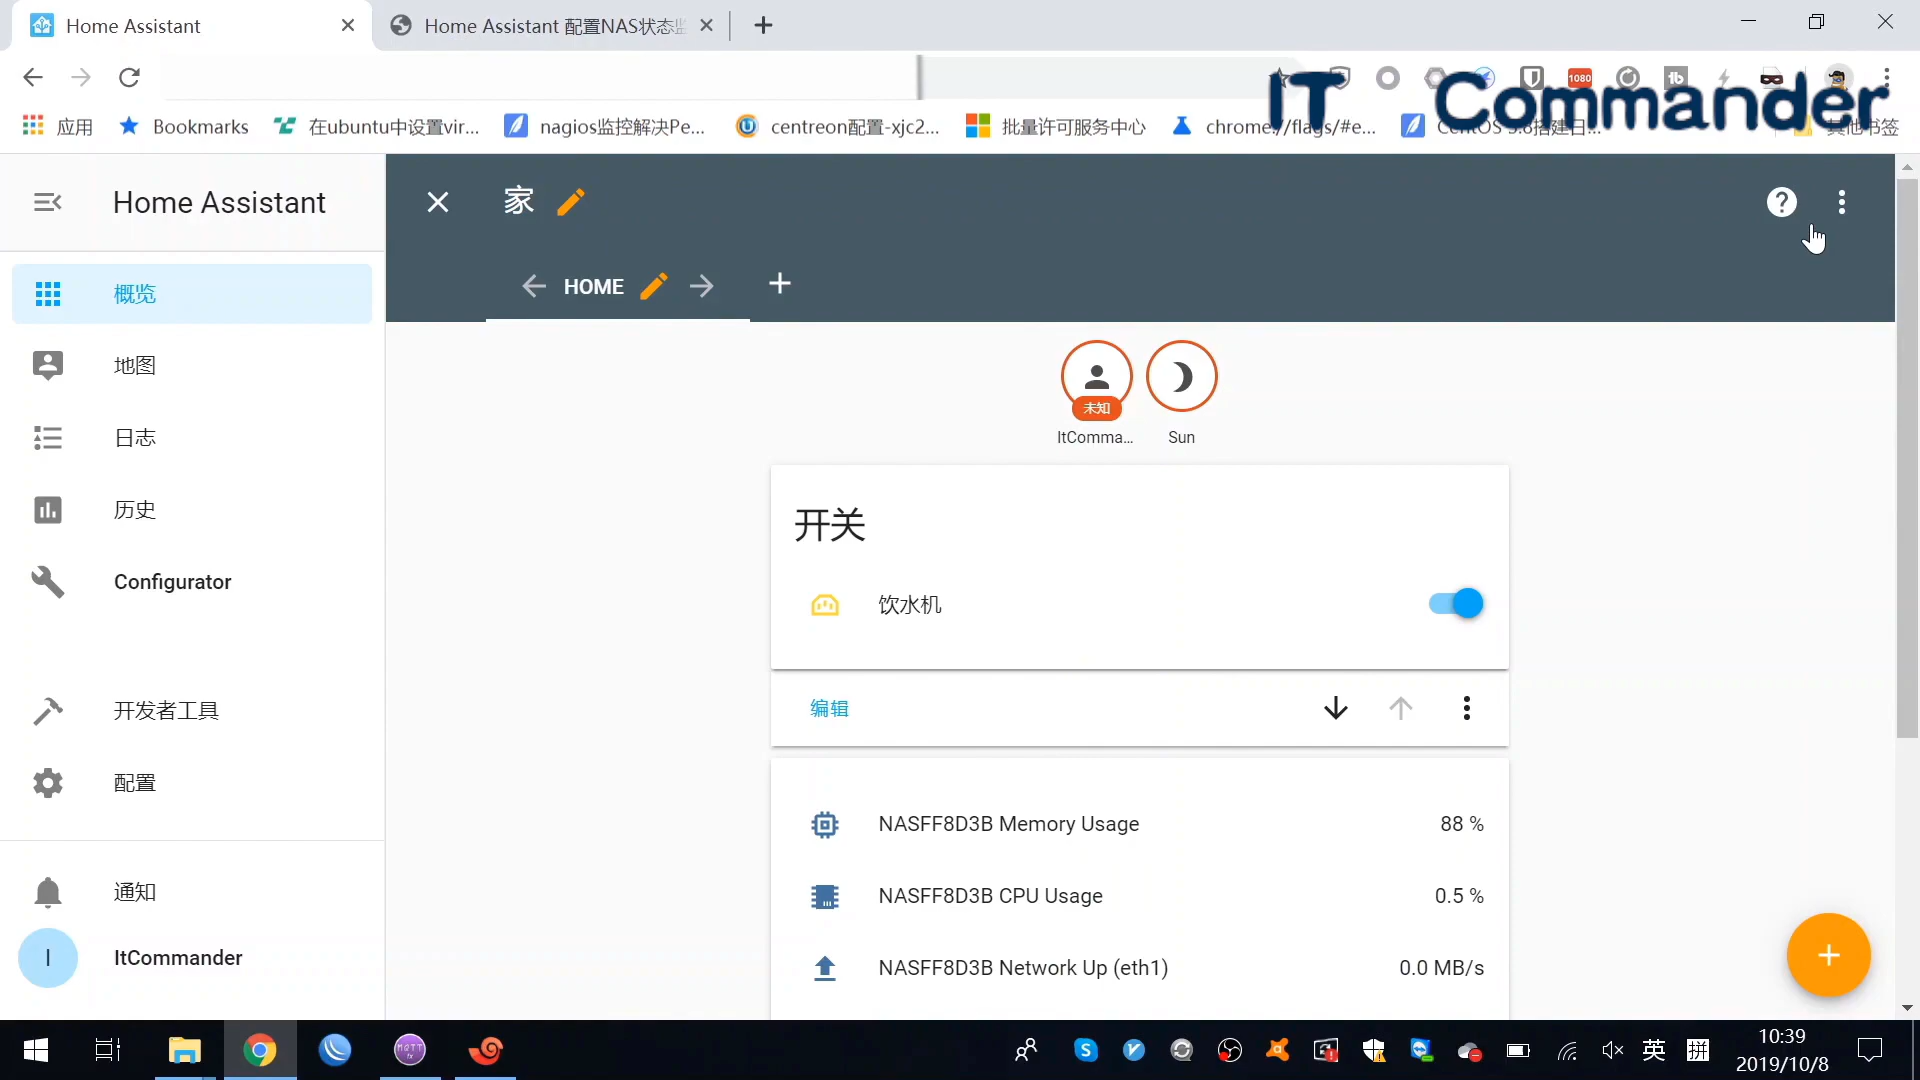 Home Assistant
Home Assistant 配置NAS状态监
IT Commander
应用
Bookmarks
在ubuntu中设置vir...
nagios监控解决Pe...
centreon配置-xjc2...
批量许可服务中心
chrome://flags/#e...
其他书签
Home Assistant
家
HOME
概览
地图
日志
历史
Configurator
开发者工具
配置
通知
I
ItCommander
未知
ItComma...
Sun
开关
饮水机
编辑
NASFF8D3B Memory Usage
88 %
NASFF8D3B CPU Usage
0.5 %
NASFF8D3B Network Up (eth1)
0.0 MB/s
英
拼
10:39
2019/10/8